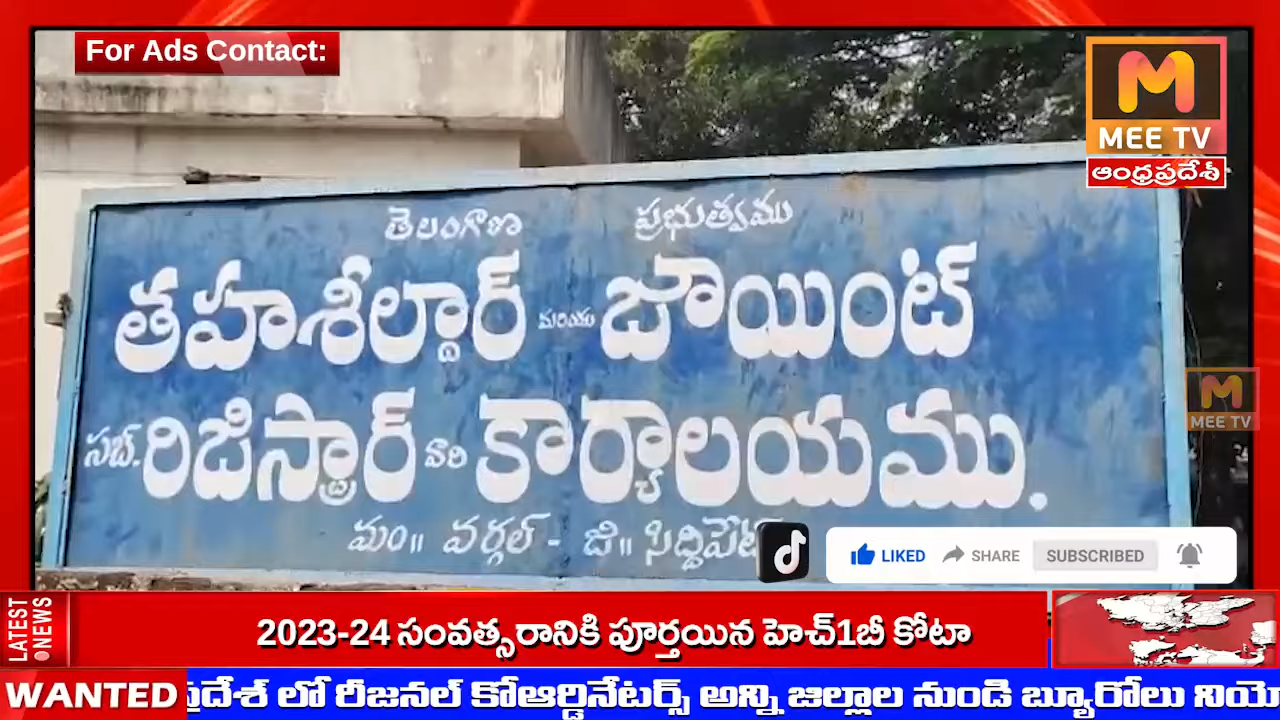 For Ads Contact:
MEE TV
ఆంధ్రప్రదేశ్
తెలంగాణ ప్రభుత్వము
తహశీల్దార్ మరియు జాయింట్
సబ్. రిజిస్ట్రార్ వారి కార్యాలయము.
మం॥ వర్గల్ - జి॥ సిద్దిపేట
MEE TV
LIKED SHARE SUBSCRIBED
LATEST NEWS
2023-24 సంవత్సరానికి పూర్తయిన హెచ్1బీ కోటా
WANTED ప్రదేశ్ లో రీజనల్ కోఆర్డినేటర్స్ అన్ని జిల్లాల నుండి బ్యూరోలు